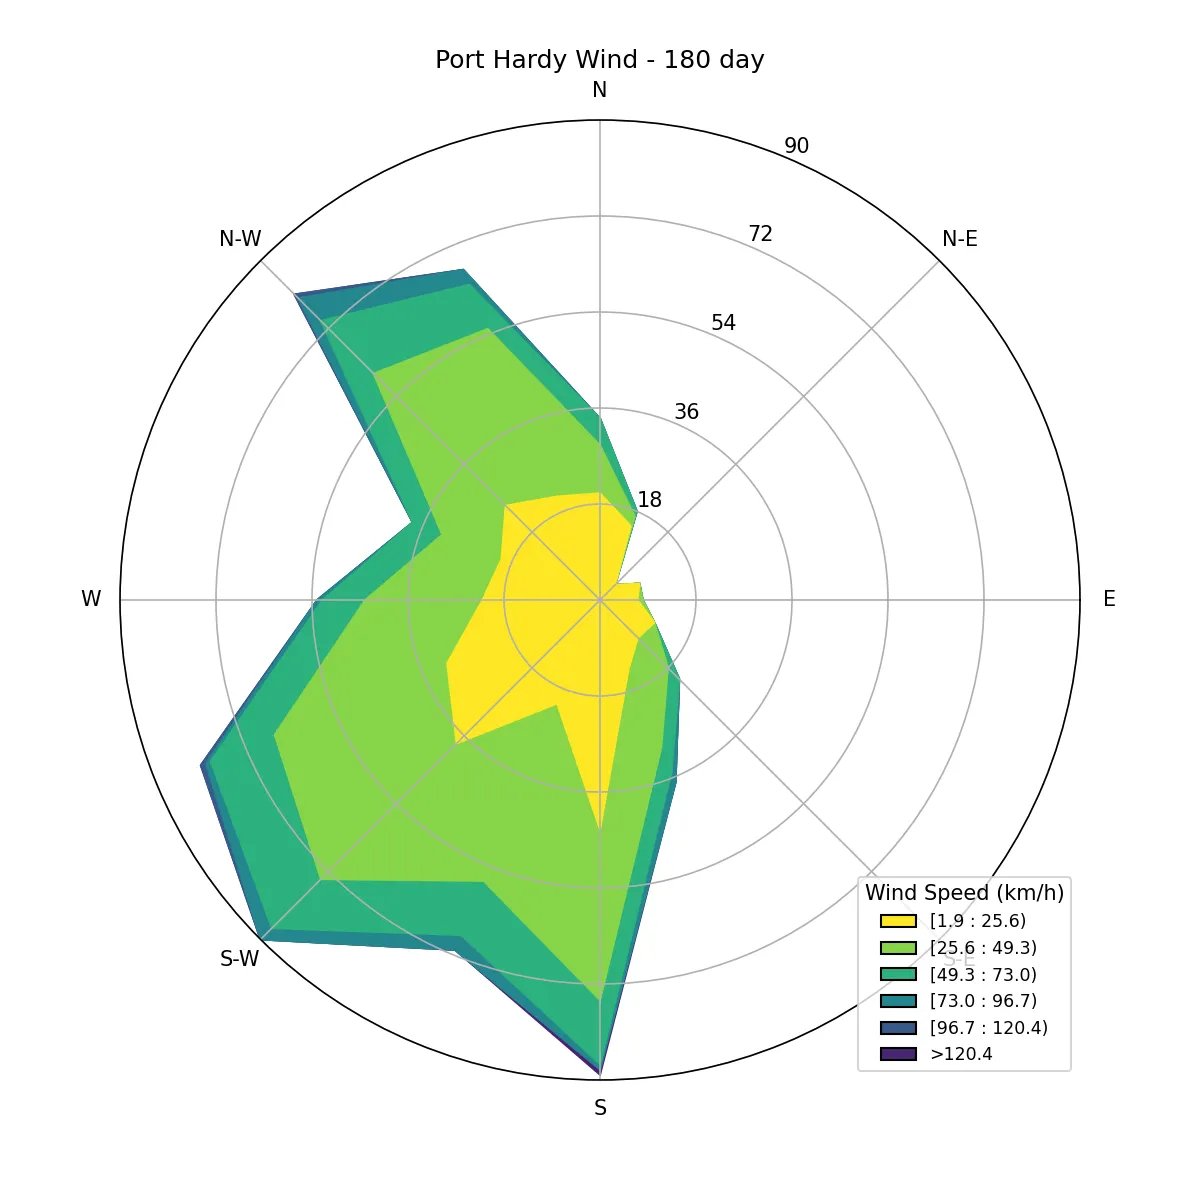 Port Hardy Wind - 180 day
N
90
72
N-W
N-E
54
36
18
W
E
Wind Speed (km/h)
[1.9 : 25.6)
[25.6 : 49.3)
S-W
S-E
[49.3 : 73.0)
[73.0 : 96.7)
[96.7 : 120.4)
>120.4
S